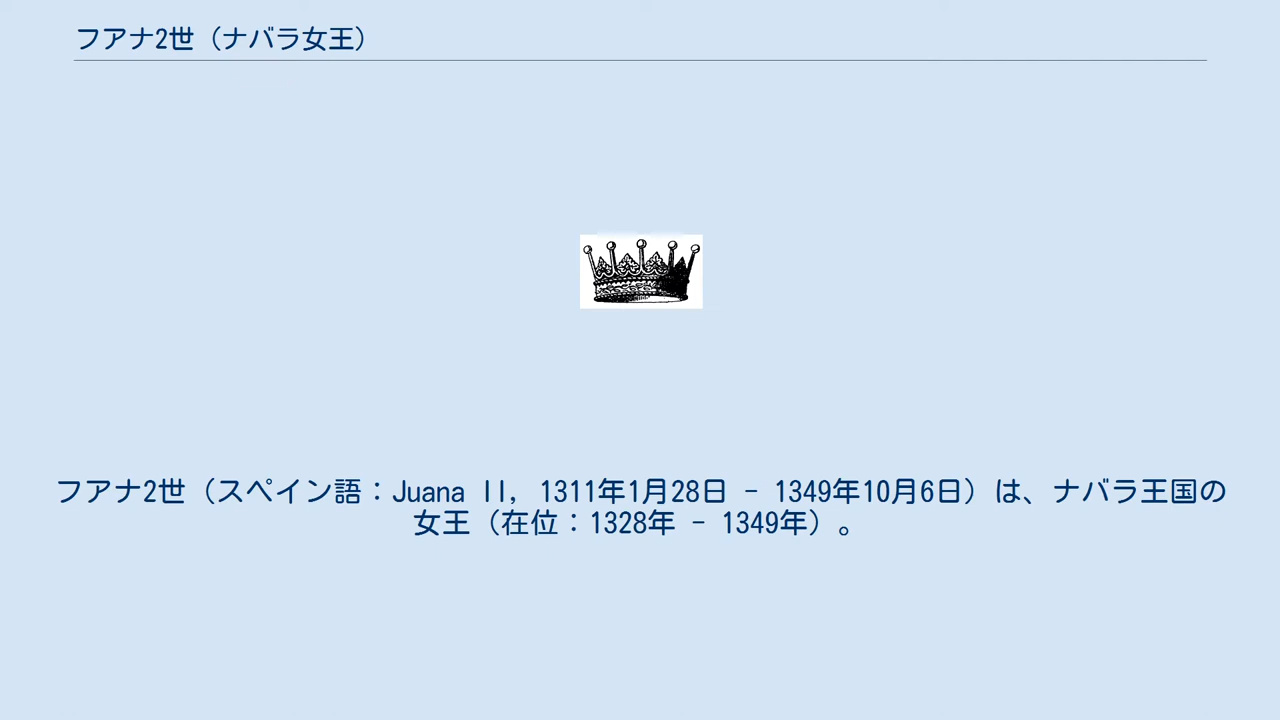 フアナ2世（ナバラ女王）
フアナ2世（スペイン語：Juana II, 1311年1月28日 - 1349年10月6日）は、ナバラ王国の
女王（在位：1328年 - 1349年）。